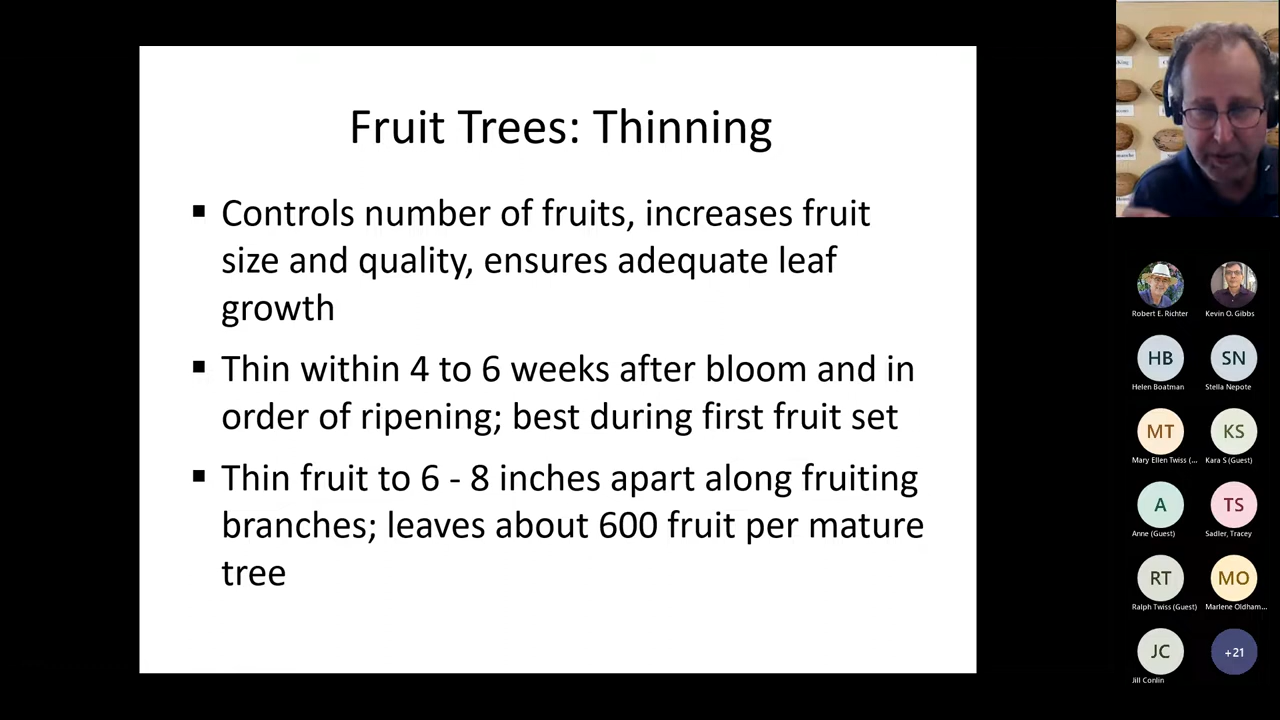 Fruit Trees: Thinning
▪ Controls number of fruits, increases fruit
size and quality, ensures adequate leaf
growth
▪ Thin within 4 to 6 weeks after bloom and in
order of ripening; best during first fruit set
▪ Thin fruit to 6 - 8 inches apart along fruiting
branches; leaves about 600 fruit per mature
tree
Robert E. Richter
Kevin O. Gibbs
HB
SN
Helen Boatman
Stella Nepote
MT
KS
Mary Ellen Twiss (...
Kara S (Guest)
A
TS
Anne (Guest)
Sadler, Tracey
RT
MO
Ralph Twiss (Guest)
Marlene Oldham...
JC
+21
Jill Conlin